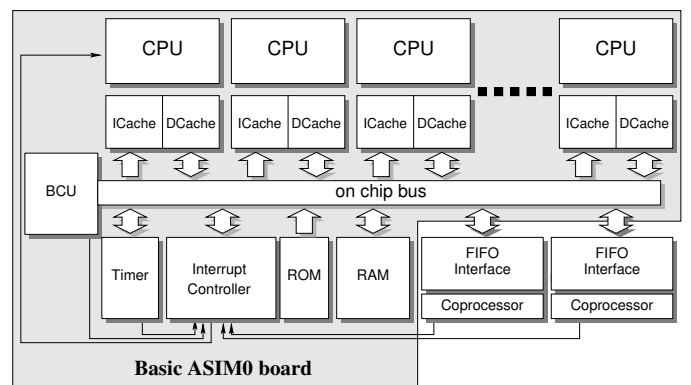 CPU CPU CPU CPU
ICache DCache ICache DCache ICache DCache ICache DCache
BCU
on chip bus
Timer
Interrupt
Controller
ROM
RAM
FIFO
Interface
Coprocessor
FIFO
Interface
Coprocessor
Basic ASIM0 board